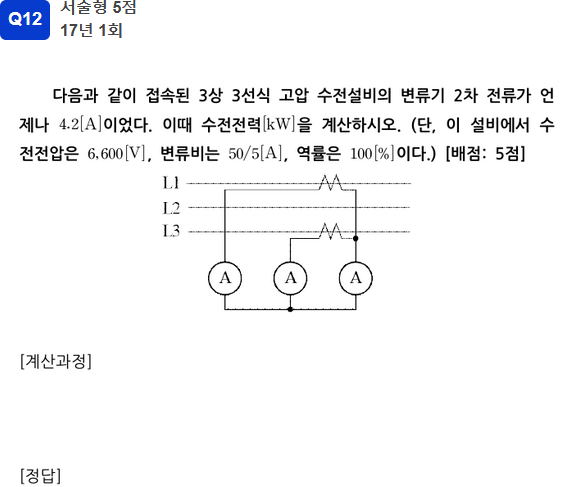 Q12
서술형 5점
17년 1회
다음과 같이 접속된 3상 3선식 고압 수전설비의 변류기 2차 전류가 언
제나 4.2[A]이었다. 이때 수전전력[kW]을 계산하시오. (단, 이 설비에서 수
전전압은 6,600[V], 변류비는 50/5[A], 역률은 100[%]이다.) [배점: 5점]
L1
L2
L3
A A A
[계산과정]
[정답]